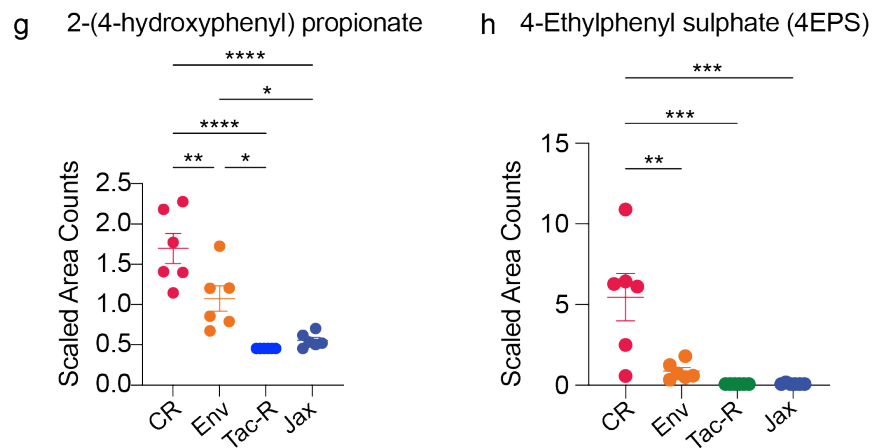 g 2-(4-hydroxyphenyl) propionate
****
*
****
** *
Scaled Area Counts
2.5
2.0
1.5
1.0
0.5
0.0
CR Env Tac-R Jax
h 4-Ethylphenyl sulphate (4EPS)
***
***
**
Scaled Area Counts
15
10
5
0
CR Env Tac-R Jax